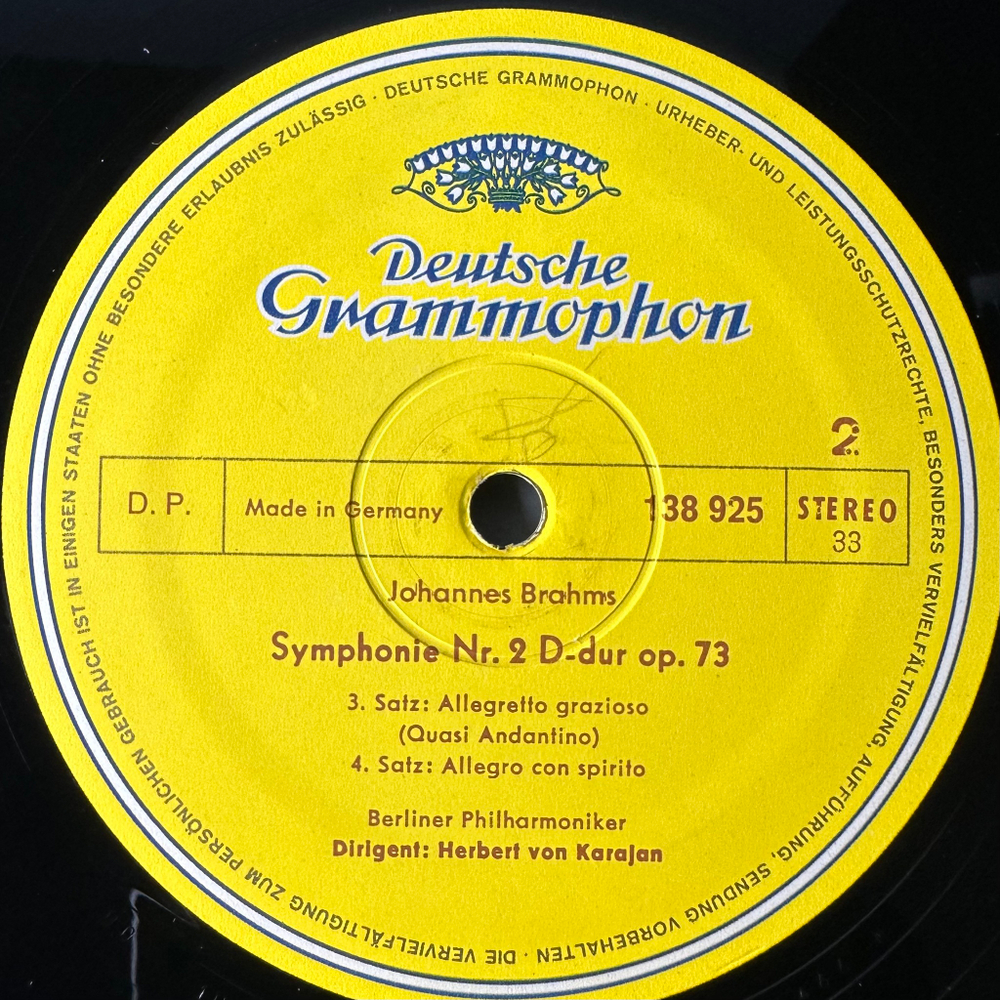 DEUTSCHE GRAMMOPHON · URHEBER- UND LEISTUNGSSCHUTZRECHTE, BESONDERS VERVIELFÄLTIGUNG, AUFFÜHRUNG, SENDUNG VORBEHALTEN · DIE VERVIELFÄLTIGUNG ZUM PERSÖNLICHEN GEBRAUCH IST IN EINIGEN STAATEN OHNE BESONDERE ERLAUBNIS ZULÄSSIG ·
Deutsche
Grammophon
2.
D. P. Made in Germany 138 925 STEREO
33
Johannes Brahms
Symphonie Nr. 2 D-dur op. 73
3. Satz: Allegretto grazioso
(Quasi Andantino)
4. Satz: Allegro con spirito
Berliner Philharmoniker
Dirigent: Herbert von Karajan